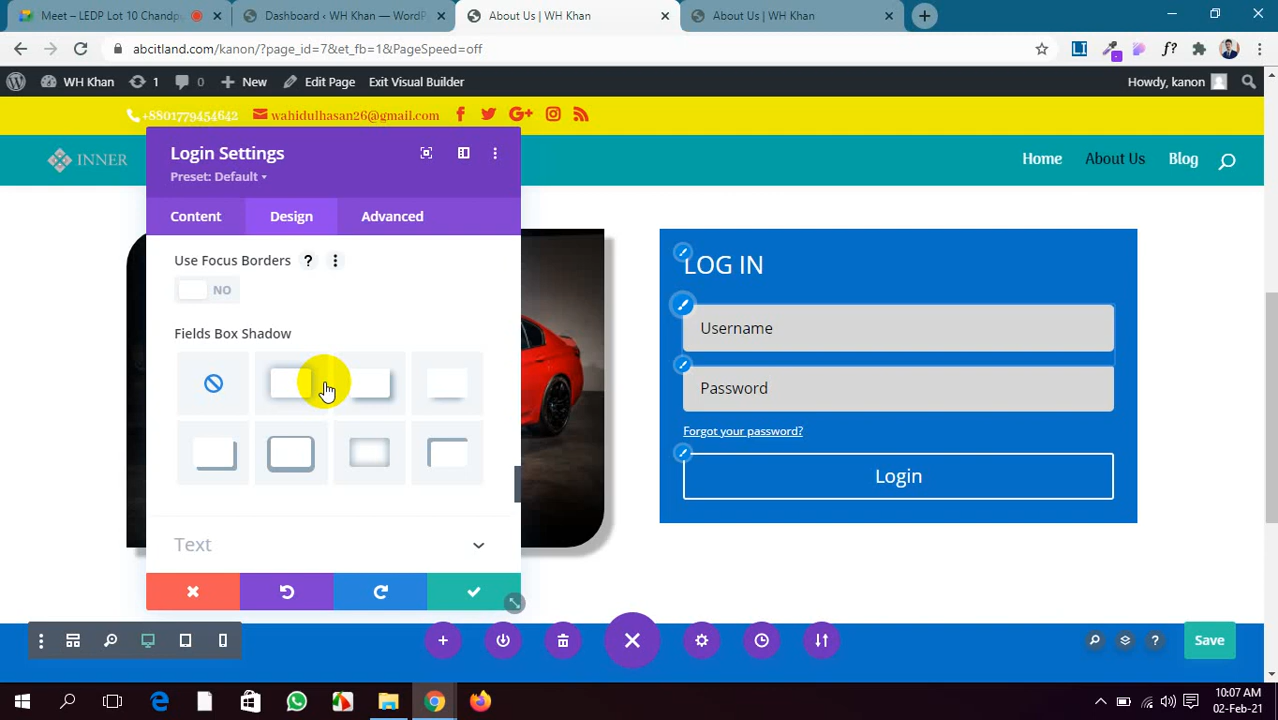 Meet – LEDP Lot 10 Chandp
Dashboard ‹ WH Khan — WordP
About Us | WH Khan
About Us | WH Khan
abcitland.com/kanon/?page_id=7&et_fb=1&PageSpeed=off
WH Khan
1
0
New
Edit Page
Exit Visual Builder
Howdy, kanon
+8801779454642
wahidulhasan26@gmail.com
INNER
Home
About Us
Blog
Login Settings
Preset: Default
Content
Design
Advanced
Use Focus Borders
NO
Fields Box Shadow
Text
LOG IN
Username
Password
Forgot your password?
Login
Save
10:07 AM
02-Feb-21